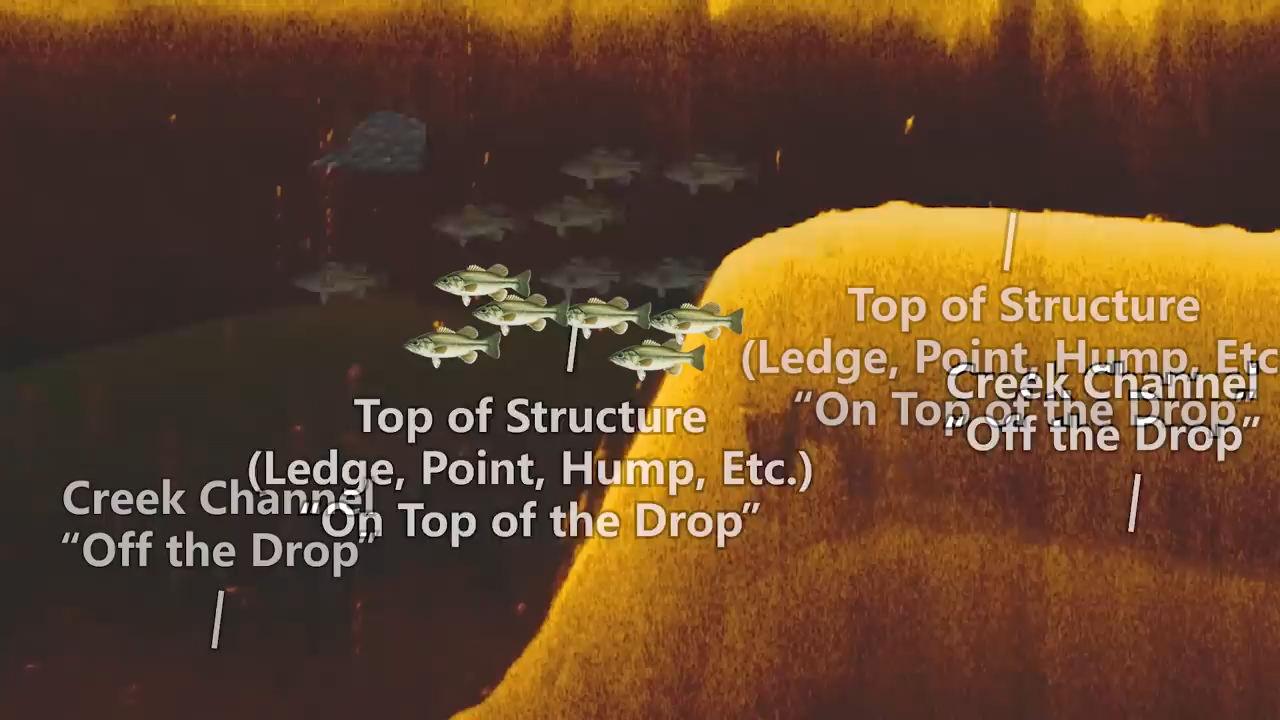 Top of Structure
(Ledge, Point, Hump, Etc
“On Top of the Drop”
Creek Channel
“Off the Drop”
Top of Structure
(Ledge, Point, Hump, Etc.)
“On Top of the Drop”
Creek Channel
“Off the Drop”